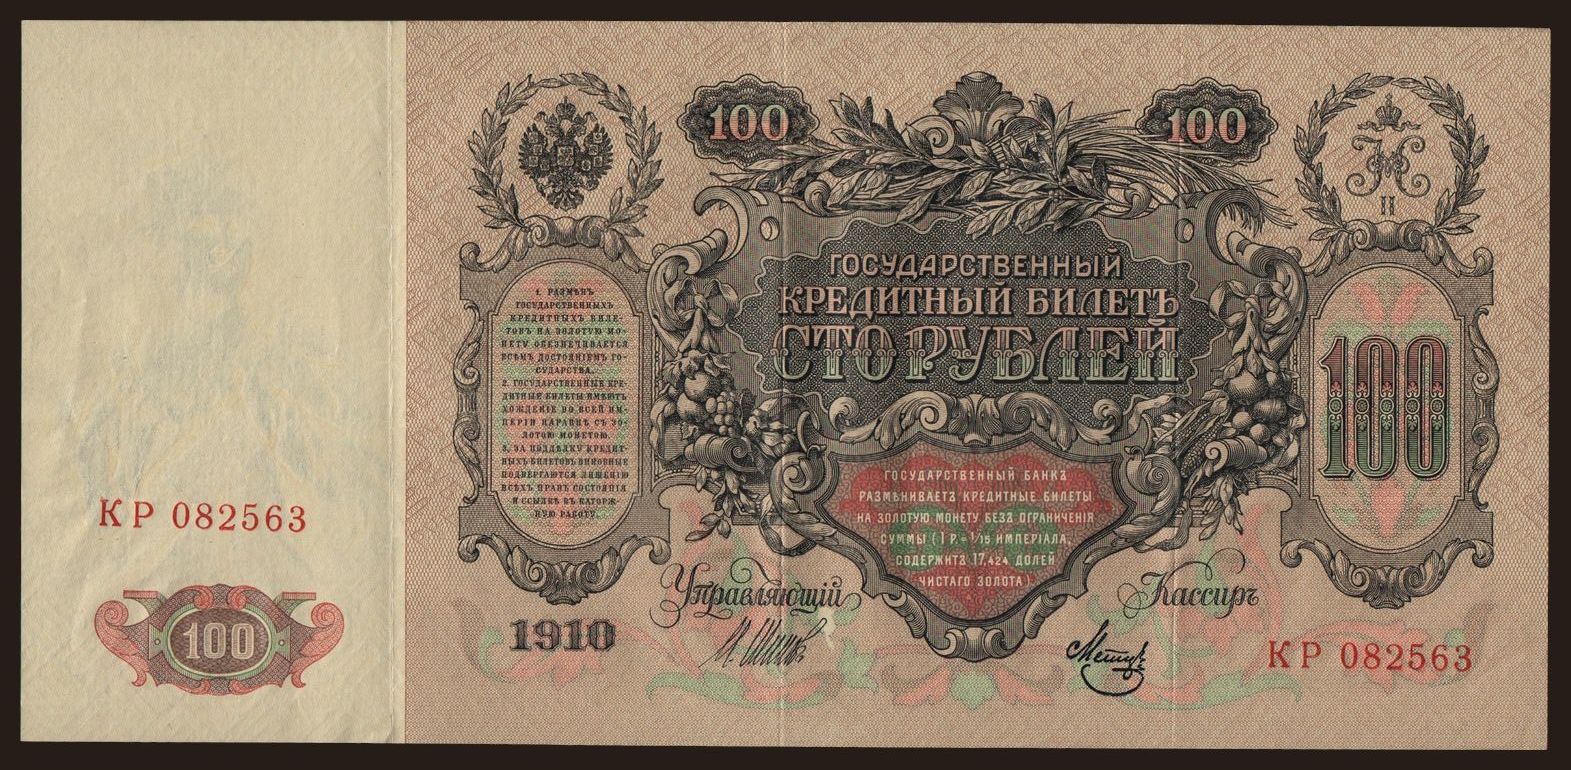 100
100
II
ГОСУДАРСТВЕННЫЙ
КРЕДИТНЫЙ БИЛЕТЪ
СТО РУБЛЕЙ
1. РАЗМѢНЪ
ГОСУДАРСТВЕННЫХЪ
КРЕДИТНЫХЪ БИЛЕ-
ТОВЪ НА ЗОЛОТУЮ МО-
НЕТУ ОБЕЗПЕЧИВАЕТСЯ
ВСѢМЪ ДОСТОЯНІЕМЪ ГО-
СУДАРСТВА.
2. ГОСУДАРСТВЕННЫЕ КРЕ-
ДИТНЫЕ БИЛЕТЫ ИМѢЮТЪ
ХОЖДЕНІЕ ВО ВСЕЙ ИМ-
ПЕРІИ НАРАВНѢ СЪ ЗО-
ЛОТОЮ МОНЕТОЮ.
3. ЗА ПОДДѢЛКУ КРЕДИТ-
НЫХЪ БИЛЕТОВЪ ВИНОВНЫЕ
ПОДВЕРГАЮТСЯ ЛИШЕНІЮ
ВСѢХЪ ПРАВЪ СОСТОЯНІЯ
И ССЫЛКѢ ВЪ КАТОРЖ-
НУЮ РАБОТУ.
100
ГОСУДАРСТВЕННЫЙ БАНКЪ
РАЗМѢНИВАЕТЪ КРЕДИТНЫЕ БИЛЕТЫ
НА ЗОЛОТУЮ МОНЕТУ БЕЗЪ ОГРАНИЧЕНІЯ
СУММЫ (1 Р.= 1/15 ИМПЕРІАЛА,
СОДЕРЖИТЪ 17,424 ДОЛЕЙ
ЧИСТАГО ЗОЛОТА).
КР 082563
100
Управляющій
Кассиръ
1910
КР 082563